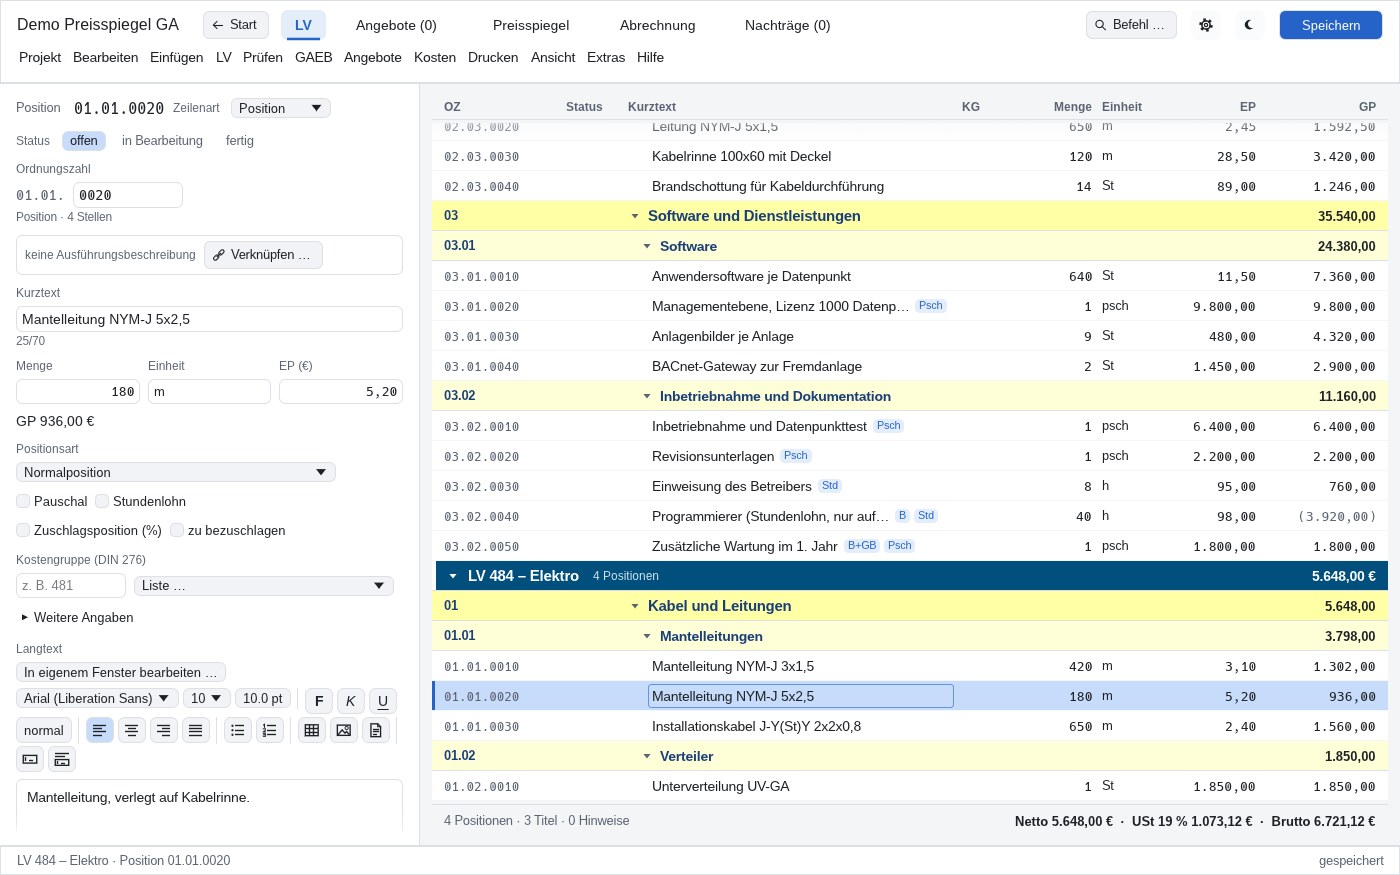 Demo Preisspiegel GA Start LV Angebote (0) Preisspiegel Abrechnung Nachträge (0) Befehl … Speichern
Projekt Bearbeiten Einfügen LV Prüfen GAEB Angebote Kosten Drucken Ansicht Extras Hilfe
Position 01.01.0020 Zeilenart Position
Status offen in Bearbeitung fertig
Ordnungszahl
01.01. 0020
Position · 4 Stellen
keine Ausführungsbeschreibung Verknüpfen …
Kurztext
Mantelleitung NYM-J 5x2,5
25/70
Menge Einheit EP (€)
180 m 5,20
GP 936,00 €
Positionsart
Normalposition
Pauschal Stundenlohn
Zuschlagsposition (%) zu bezuschlagen
Kostengruppe (DIN 276)
z. B. 481 Liste …
Weitere Angaben
Langtext
In eigenem Fenster bearbeiten …
Arial (Liberation Sans) 10 10.0 pt F K U
normal
Mantelleitung, verlegt auf Kabelrinne.
OZ Status Kurztext KG Menge Einheit EP GP
02.03.0020 Leitung NYM-J 5x1,5 650 m 2,45 1.592,50
02.03.0030 Kabelrinne 100x60 mit Deckel 120 m 28,50 3.420,00
02.03.0040 Brandschottung für Kabeldurchführung 14 St 89,00 1.246,00
03 Software und Dienstleistungen 35.540,00
03.01 Software 24.380,00
03.01.0010 Anwendersoftware je Datenpunkt 640 St 11,50 7.360,00
03.01.0020 Managementebene, Lizenz 1000 Datenp… Psch 1 psch 9.800,00 9.800,00
03.01.0030 Anlagenbilder je Anlage 9 St 480,00 4.320,00
03.01.0040 BACnet-Gateway zur Fremdanlage 2 St 1.450,00 2.900,00
03.02 Inbetriebnahme und Dokumentation 11.160,00
03.02.0010 Inbetriebnahme und Datenpunkttest Psch 1 psch 6.400,00 6.400,00
03.02.0020 Revisionsunterlagen Psch 1 psch 2.200,00 2.200,00
03.02.0030 Einweisung des Betreibers Std 8 h 95,00 760,00
03.02.0040 Programmierer (Stundenlohn, nur auf… B Std 40 h 98,00 (3.920,00)
03.02.0050 Zusätzliche Wartung im 1. Jahr B+GB Psch 1 psch 1.800,00 1.800,00
LV 484 – Elektro 4 Positionen 5.648,00 €
01 Kabel und Leitungen 5.648,00
01.01 Mantelleitungen 3.798,00
01.01.0010 Mantelleitung NYM-J 3x1,5 420 m 3,10 1.302,00
01.01.0020 Mantelleitung NYM-J 5x2,5 180 m 5,20 936,00
01.01.0030 Installationskabel J-Y(St)Y 2x2x0,8 650 m 2,40 1.560,00
01.02 Verteiler 1.850,00
01.02.0010 Unterverteilung UV-GA 1 St 1.850,00 1.850,00
4 Positionen · 3 Titel · 0 Hinweise Netto 5.648,00 € · USt 19 % 1.073,12 € · Brutto 6.721,12 €
LV 484 – Elektro · Position 01.01.0020 gespeichert